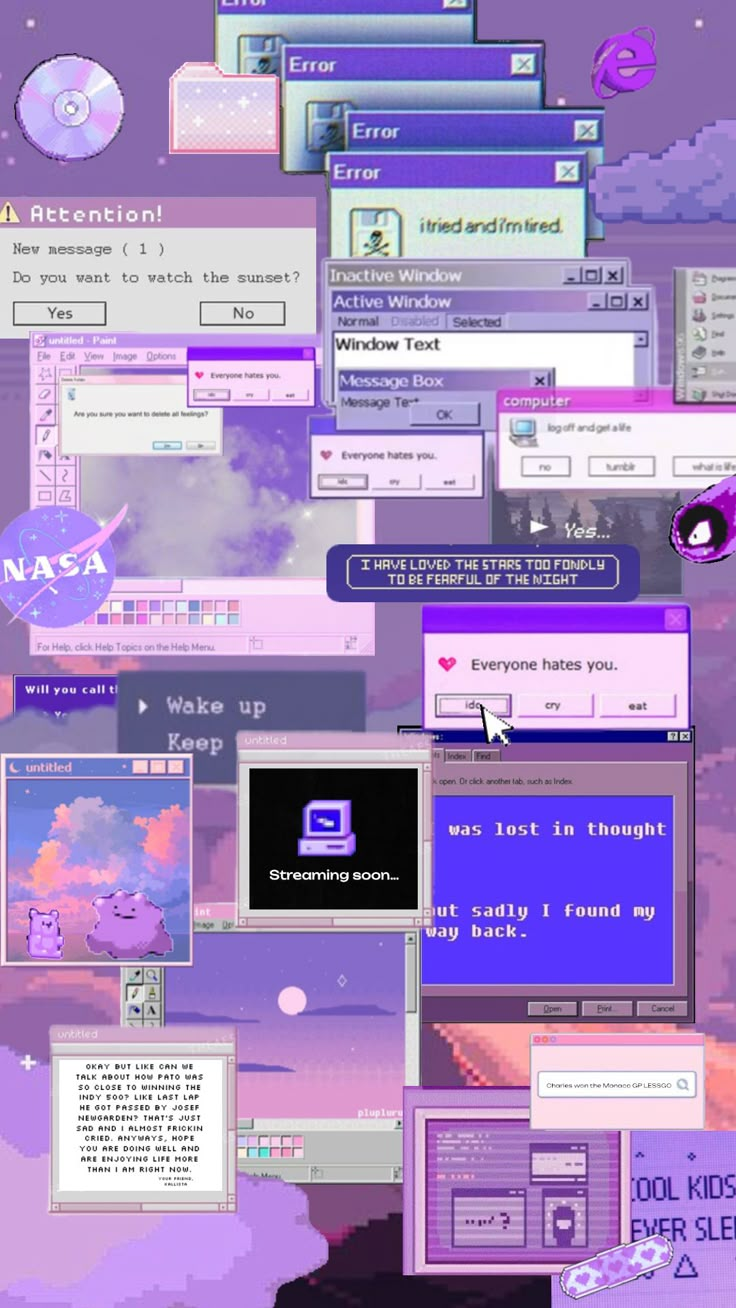 Error
Error
Error
Error
i tried and i'm tired.
Attention!
New message ( 1 )
Do you want to watch the sunset?
Yes
No
Inactive Window
Active Window
Normal Disabled Selected
Window Text
Message Box
Message Text
OK
Settings
Find
Help
untitled - Paint
File Edit View Image Options
Everyone hates you.
idc cry eat
Are you sure you want to delete all feelings?
Everyone hates you.
idc cry eat
computer
log off and get a life
no tumblr what is life
Yes...
NASA
I HAVE LOVED THE STARS TOO FONDLY
TO BE FEARFUL OF THE NIGHT
For Help, click Help Topics on the Help Menu.
Everyone hates you.
idc cry eat
Will you call
Wake up
Keep
untitled
Streaming soon...
untitled
Index Find
open. Or click another tab, such as Index.
was lost in thought
but sadly I found my
way back.
Open Print... Cancel
untitled
OKAY BUT LIKE CAN WE
TALK ABOUT HOW PATO WAS
SO CLOSE TO WINNING THE
INDY 500? LIKE LAST LAP
HE GOT PASSED BY JOSEF
NEWGARDEN? THAT'S JUST
SAD AND I ALMOST FRICKIN
CRIED. ANYWAYS, HOPE
YOU ARE DOING WELL AND
ARE ENJOYING LIFE MORE
THAN I AM RIGHT NOW.
YOUR FRIEND,
KALLISTA
plupluru
Charles won the Monaco GP LESSGO
COOL KIDS
EVER SLE